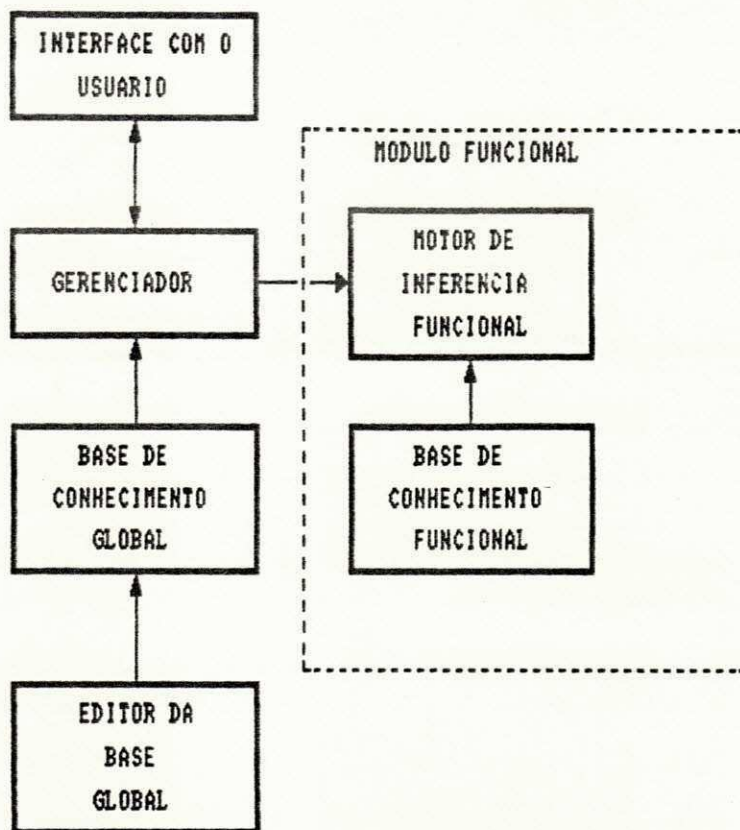 INTERFACE COM O
USUARIO
MODULO FUNCIONAL
GERENCIADOR
MOTOR DE
INFERENCIA
FUNCIONAL
BASE DE
CONHECIMENTO
GLOBAL
BASE DE
CONHECIMENTO
FUNCIONAL
EDITOR DA
BASE
GLOBAL